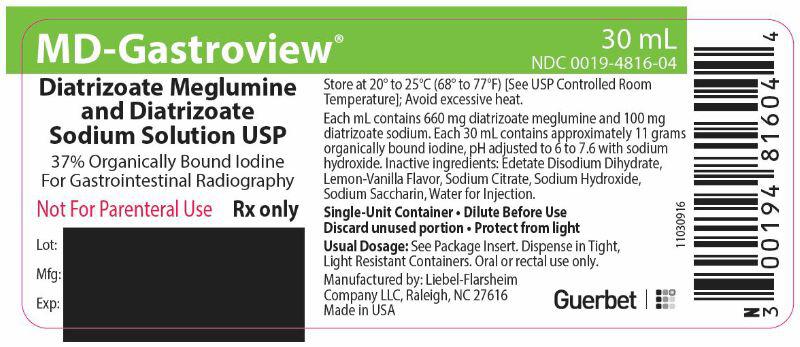 MD-Gastroview®
30 mL
NDC 0019-4816-04
Diatrizoate Meglumine
and Diatrizoate
Sodium Solution USP
37% Organically Bound Iodine
For Gastrointestinal Radiography
Not For Parenteral Use Rx only
Lot:
Mfg:
Exp:
Store at 20° to 25°C (68° to 77°F) [See USP Controlled Room
Temperature]; Avoid excessive heat.
Each mL contains 660 mg diatrizoate meglumine and 100 mg
diatrizoate sodium. Each 30 mL contains approximately 11 grams
organically bound iodine, pH adjusted to 6 to 7.6 with sodium
hydroxide. Inactive ingredients: Edetate Disodium Dihydrate,
Lemon-Vanilla Flavor, Sodium Citrate, Sodium Hydroxide,
Sodium Saccharin, Water for Injection.
Single-Unit Container • Dilute Before Use
Discard unused portion • Protect from light
Usual Dosage: See Package Insert. Dispense in Tight,
Light Resistant Containers. Oral or rectal use only.
Manufactured by: Liebel-Flarsheim
Company LLC, Raleigh, NC 27616
Made in USA
Guerbet
11030916
N
3 00194 81604 4